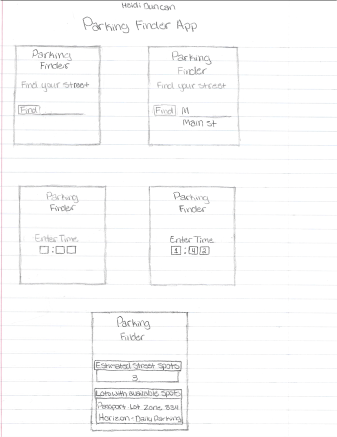 Heidi Duncan
Parking Finder App
Parking
Finder
Find your Street
Find
Parking
Finder
Find your Street
Find M
Main st
Parking
Finder
Enter Time
:
Parking
Finder
Enter Time
1 : 4 2
Parking
Finder
Estimated Street Spots
3
Lots with available Spots
Passport Lot Zone 334
Horizon - Daily Parking